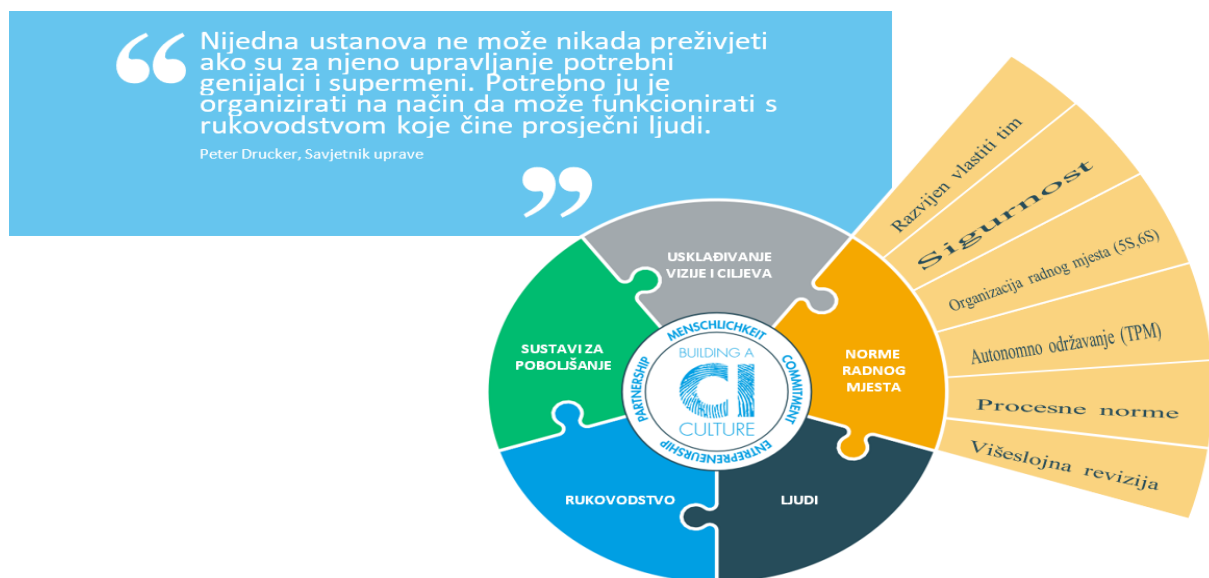 “
Nijedna ustanova ne može nikada preživjeti
ako su za njeno upravljanje potrebni
genijalci i supermeni. Potrebno ju je
organizirati na način da može funkcionirati s
rukovodstvom koje čine prosječni ljudi.
Peter Drucker, Savjetnik uprave
”
USKLAĐIVANJE
VIZIJE I CILJEVA
SUSTAVI ZA
POBOLJŠANJE
NORME
RADNOG
MJESTA
RUKOVODSTVO
LJUDI
MENSCHLICHKEIT
COMMITMENT
ENTREPRENEURSHIP
PARTNERSHIP
BUILDING A
CI
CULTURE
Razvijen vlastiti tim
Sigurnost
Organizacija radnog mjesta (5S,6S)
Autonomno održavanje (TPM)
Procesne norme
Višeslojna revizija